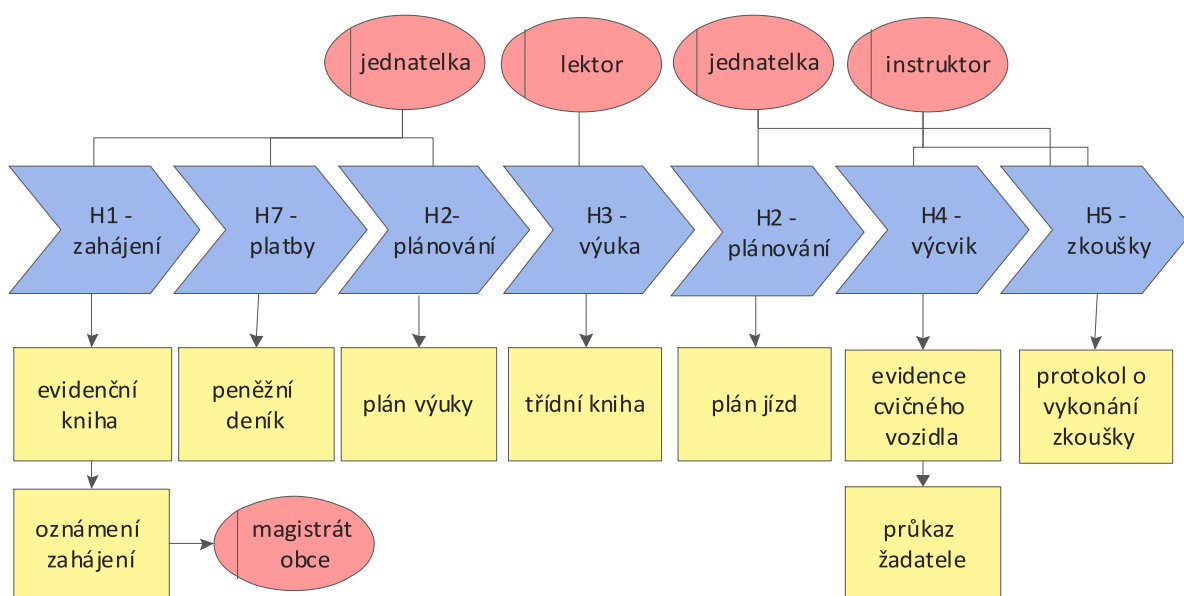 jednatelka
lektor
jednatelka
instruktor
H1 -
zahájení
H7 -
platby
H2-
plánování
H3 -
výuka
H2 -
plánování
H4 -
výcvik
H5 -
zkoušky
evidenční
kniha
peněžní
deník
plán výuky
třídní kniha
plán jízd
evidence
cvičného
vozidla
protokol o
vykonání
zkoušky
oznámení
zahájení
magistrát
obce
průkaz
žadatele